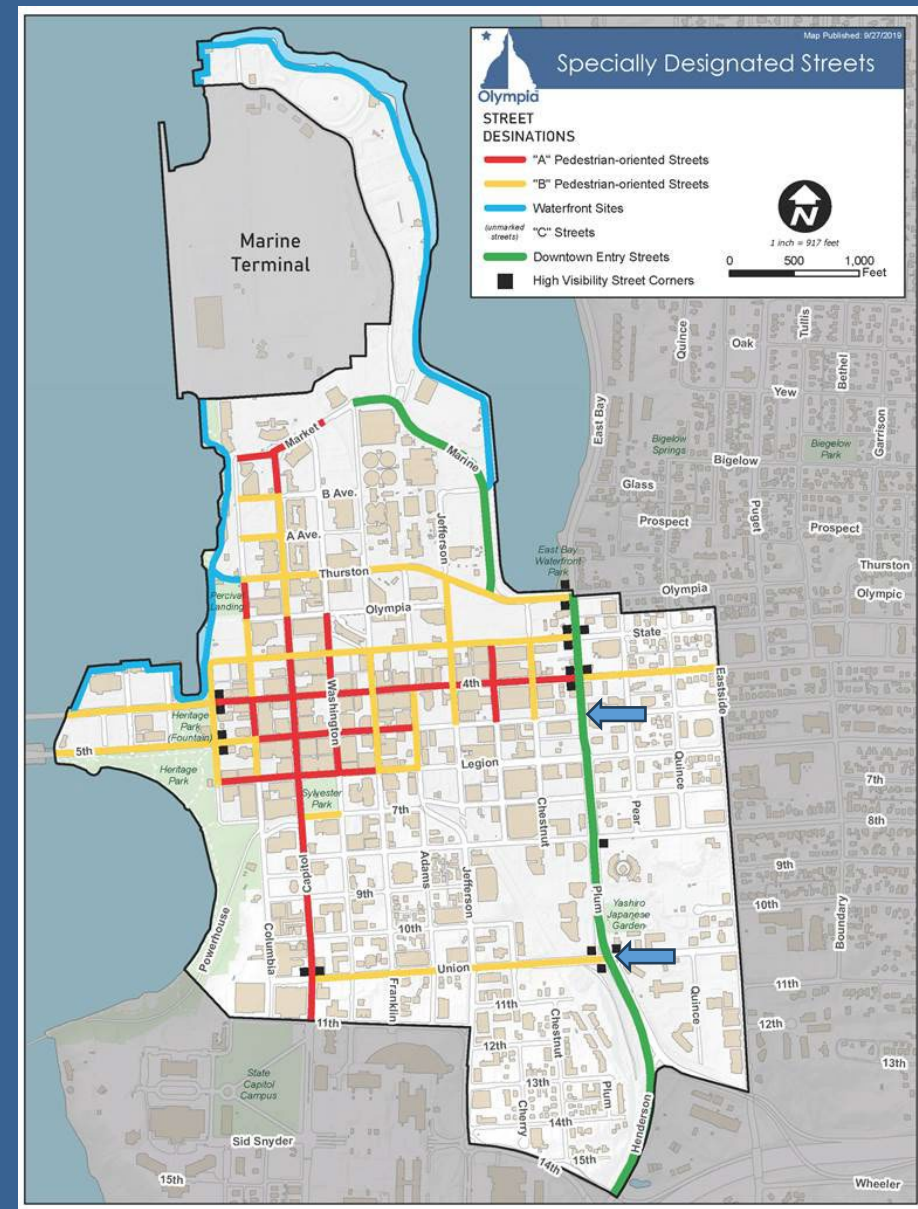 Map Published: 9/27/2019
Specially Designated Streets
Olympia
STREET
DESINATIONS
"A" Pedestrian-oriented Streets
"B" Pedestrian-oriented Streets
Waterfront Sites
(unmarked
streets)
"C" Streets
Downtown Entry Streets
High Visibility Street Corners
N
1 inch = 917 feet
0 500 1,000
Feet
Marine
Terminal
Quince
Oak
Tullis
Bethel
Yew
Garrison
East Bay
Market
Bigelow
Springs
Biegelow
Park
Marine
Bigelow
B Ave.
Glass
Puget
Jefferson
Prospect
Prospect
A Ave.
East Bay
Waterfront
Park
Thurston
Thurston
Percival
Landing
Olympia
Olympia
Olympic
State
Washington
4th
Eastside
Heritage
Park
(Fountain)
5th
Legion
Quince
Heritage
Park
7th
Sylvester
Park
7th
Chestnut
Pear
8th
Capitol
Adams
9th
9th
Jefferson
Plum
10th
Yashiro
Japanese
Garden
Boundary
10th
Powerhouse
Columbia
Union
Franklin
11th
Quince
11th
11th
12th
Chestnut
12th
13th
13th
State
Capitol
Campus
Cherry
Plum
14th
Henderson
Sid Snyder
15th
14th
15th
Wheeler